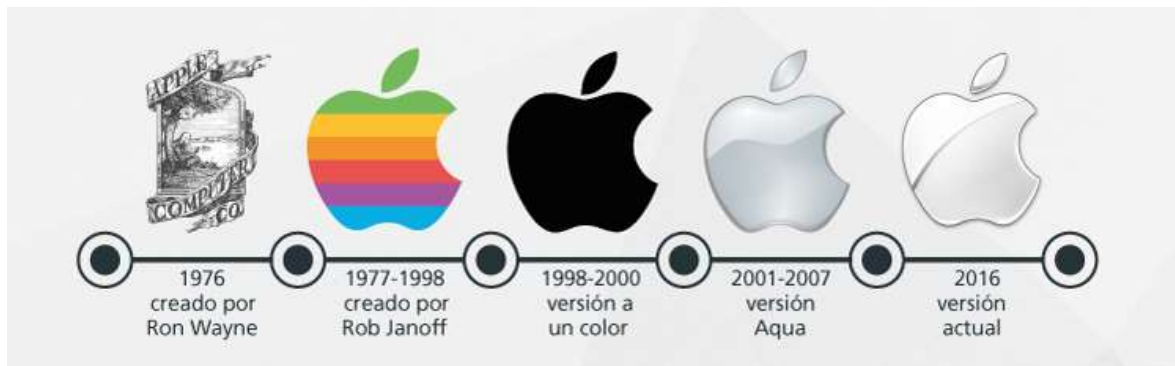 APPLE
COMPUTER
CO.
1976
creado por
Ron Wayne
1977-1998
creado por
Rob Janoff
1998-2000
versión a
un color
2001-2007
versión
Aqua
2016
versión
actual